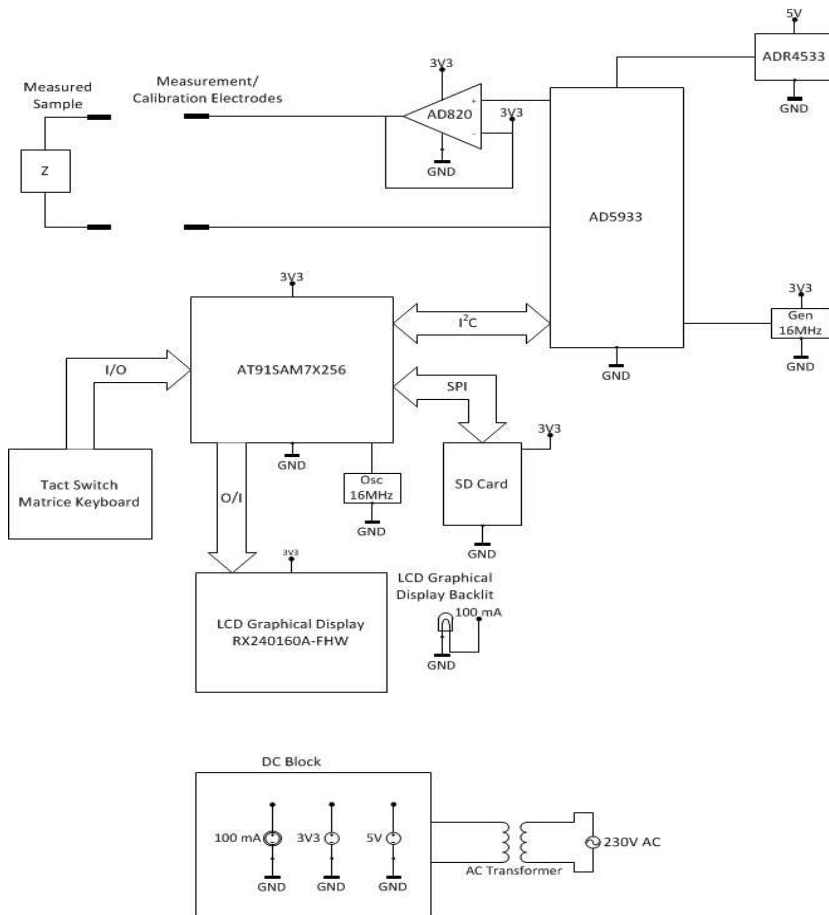 5V
ADR4533
GND
Measured
Sample
Measurement/
Calibration Electrodes
3V3
+
AD820
3V3
-
GND
Z
AD5933
3V3
I²C
3V3
Gen
16MHz
GND
GND
AT91SAM7X256
I/O
SPI
3V3
GND
Tact Switch
Matrice Keyboard
O/I
Osc
16MHz
GND
SD Card
GND
3V3
LCD Graphical
Display Backlit
100 mA
GND
LCD Graphical Display
RX240160A-FHW
DC Block
100 mA
3V3
5V
GND
GND
GND
AC Transformer
230V AC